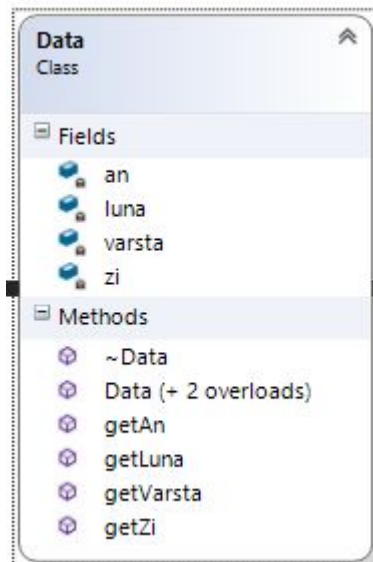 Data
Class
Fields
an
luna
varsta
zi
Methods
~Data
Data (+ 2 overloads)
getAn
getLuna
getVarsta
getZi